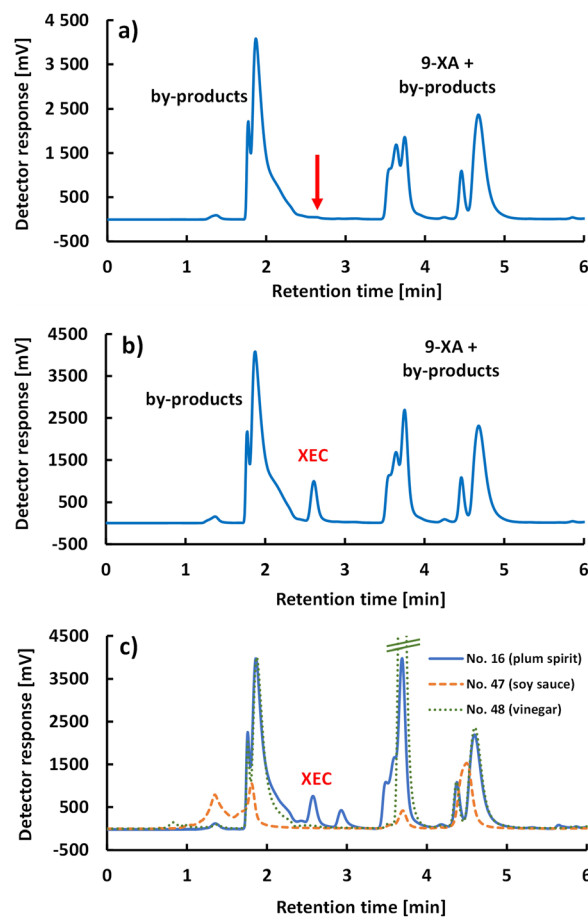 a)
Detector response [mV]
4 500
3 500
2 500
1 500
500
-500
by-products
9-XA +
by-products
0 1 2 3 4 5 6
Retention time [min]
b)
Detector response [mV]
4500
3500
2500
1500
500
-500
by-products
XEC
9-XA +
by-products
0 1 2 3 4 5 6
Retention time [min]
c)
Detector response [mV]
4500
3500
2500
1500
500
-500
XEC
No. 16 (plum spirit)
No. 47 (soy sauce)
No. 48 (vinegar)
0 1 2 3 4 5 6
Retention time [min]